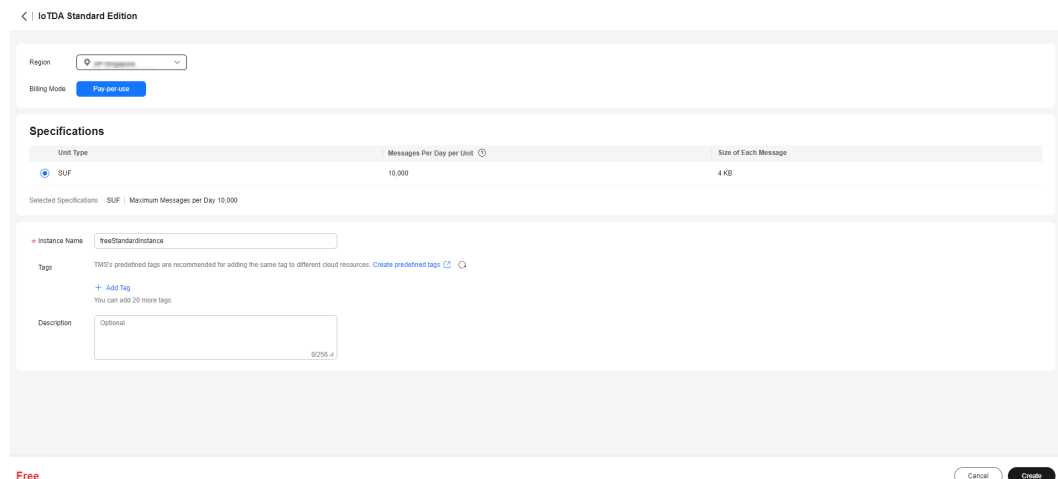 IoTDA Standard Edition
Region
Billing Mode Pay-per-use
Specifications
Unit Type Messages Per Day per Unit Size of Each Message
SUF 10,000 4 KB
Selected Specifications SUF | Maximum Messages per Day 10,000
* Instance Name freeStandardInstance
Tags TMS's predefined tags are recommended for adding the same tag to different cloud resources. Create predefined tags
+ Add Tag
You can add 20 more tags.
Description Optional
0/256
Free Cancel Create